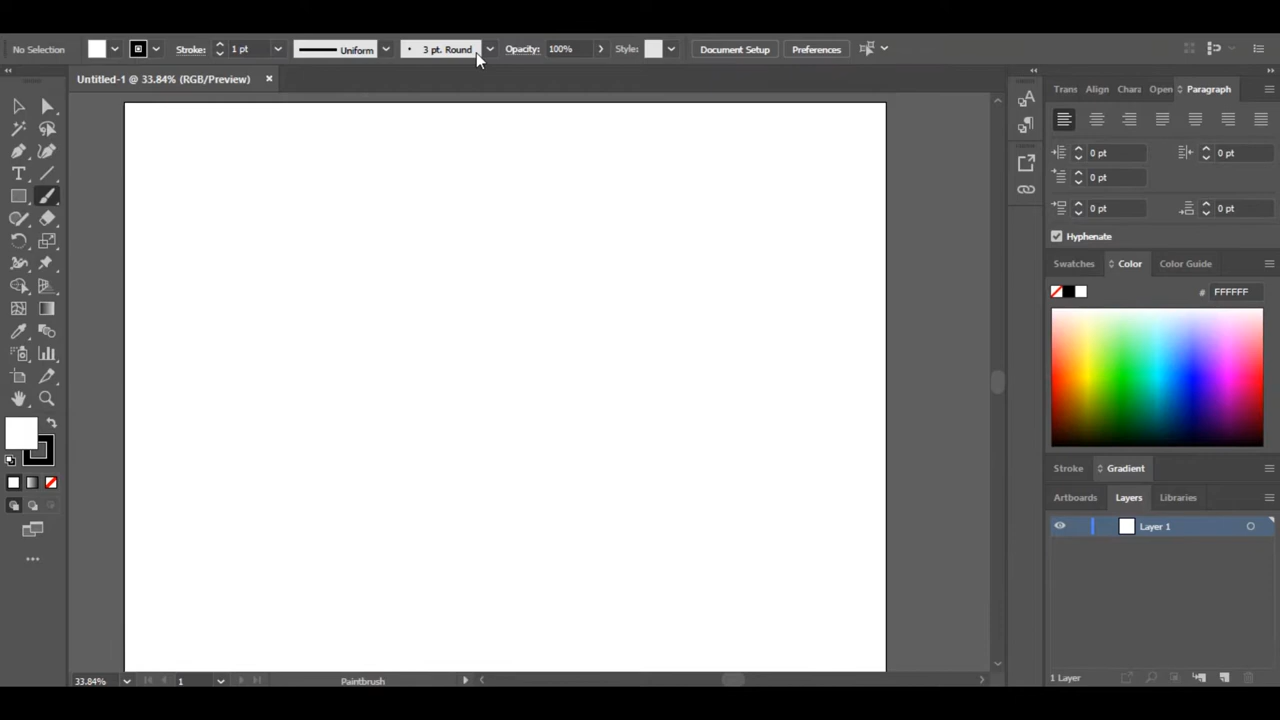 No Selection Stroke: 1 pt Uniform 3 pt. Round Opacity: 100% Style: Document Setup Preferences
Untitled-1 @ 33.84% (RGB/Preview) ×
Trans Align Chara Open Paragraph
0 pt 0 pt
0 pt
0 pt 0 pt
Hyphenate
Swatches Color Color Guide
# FFFFFF
Stroke Gradient
Artboards Layers Libraries
Layer 1
1 Layer
33.84% 1 Paintbrush